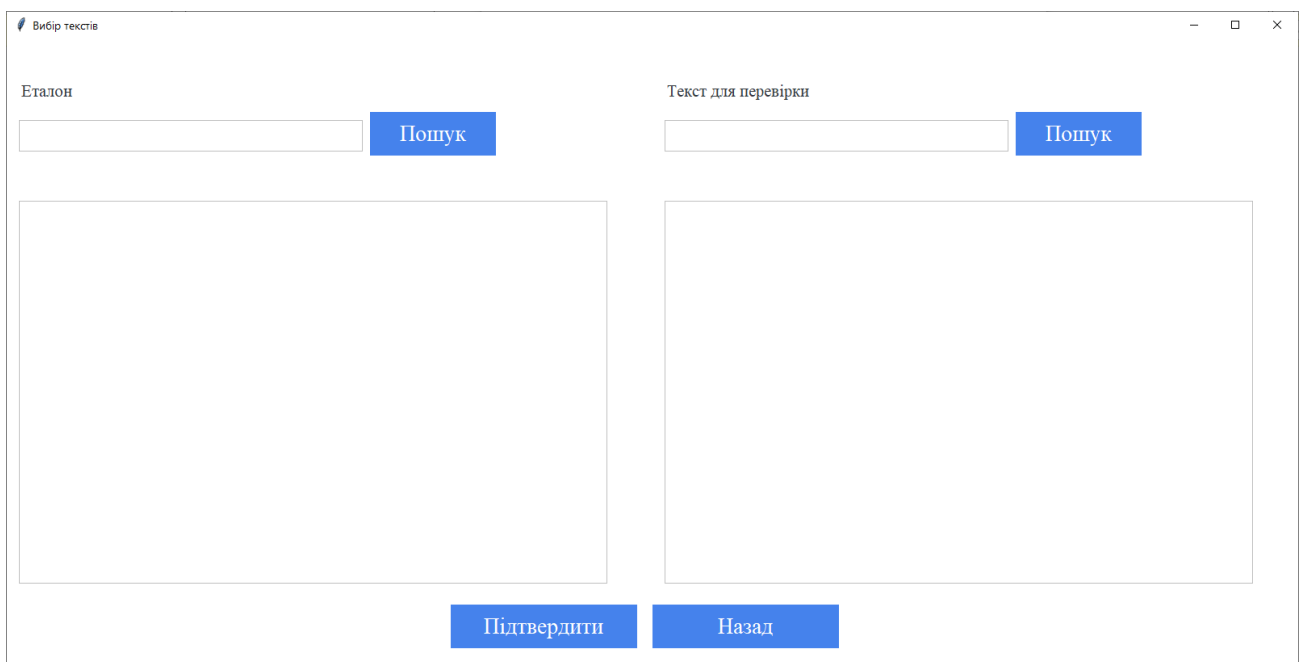 Вибір текстів
Еталон
Текст для перевірки
Пошук
Пошук
Підтвердити
Назад